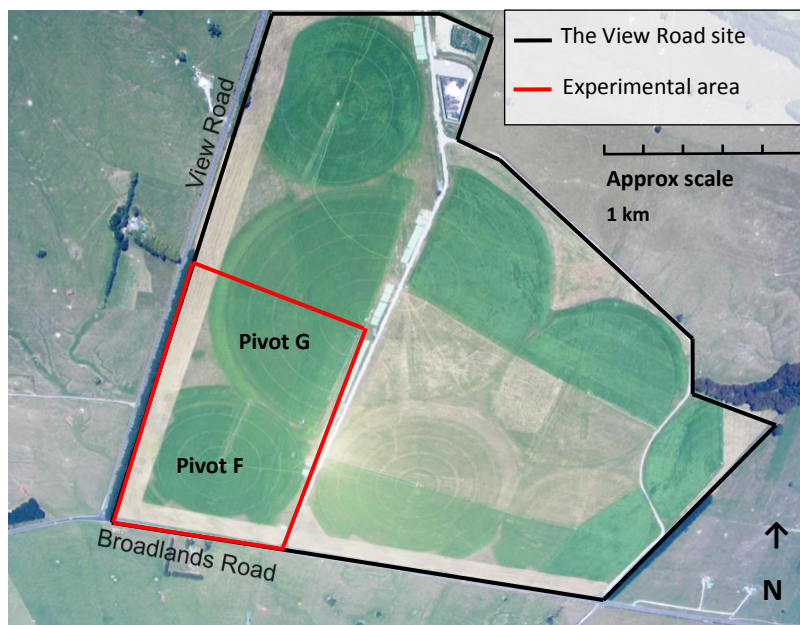 The View Road site
Experimental area
Approx scale
1 km
View Road
Pivot G
Pivot F
Broadlands Road
N